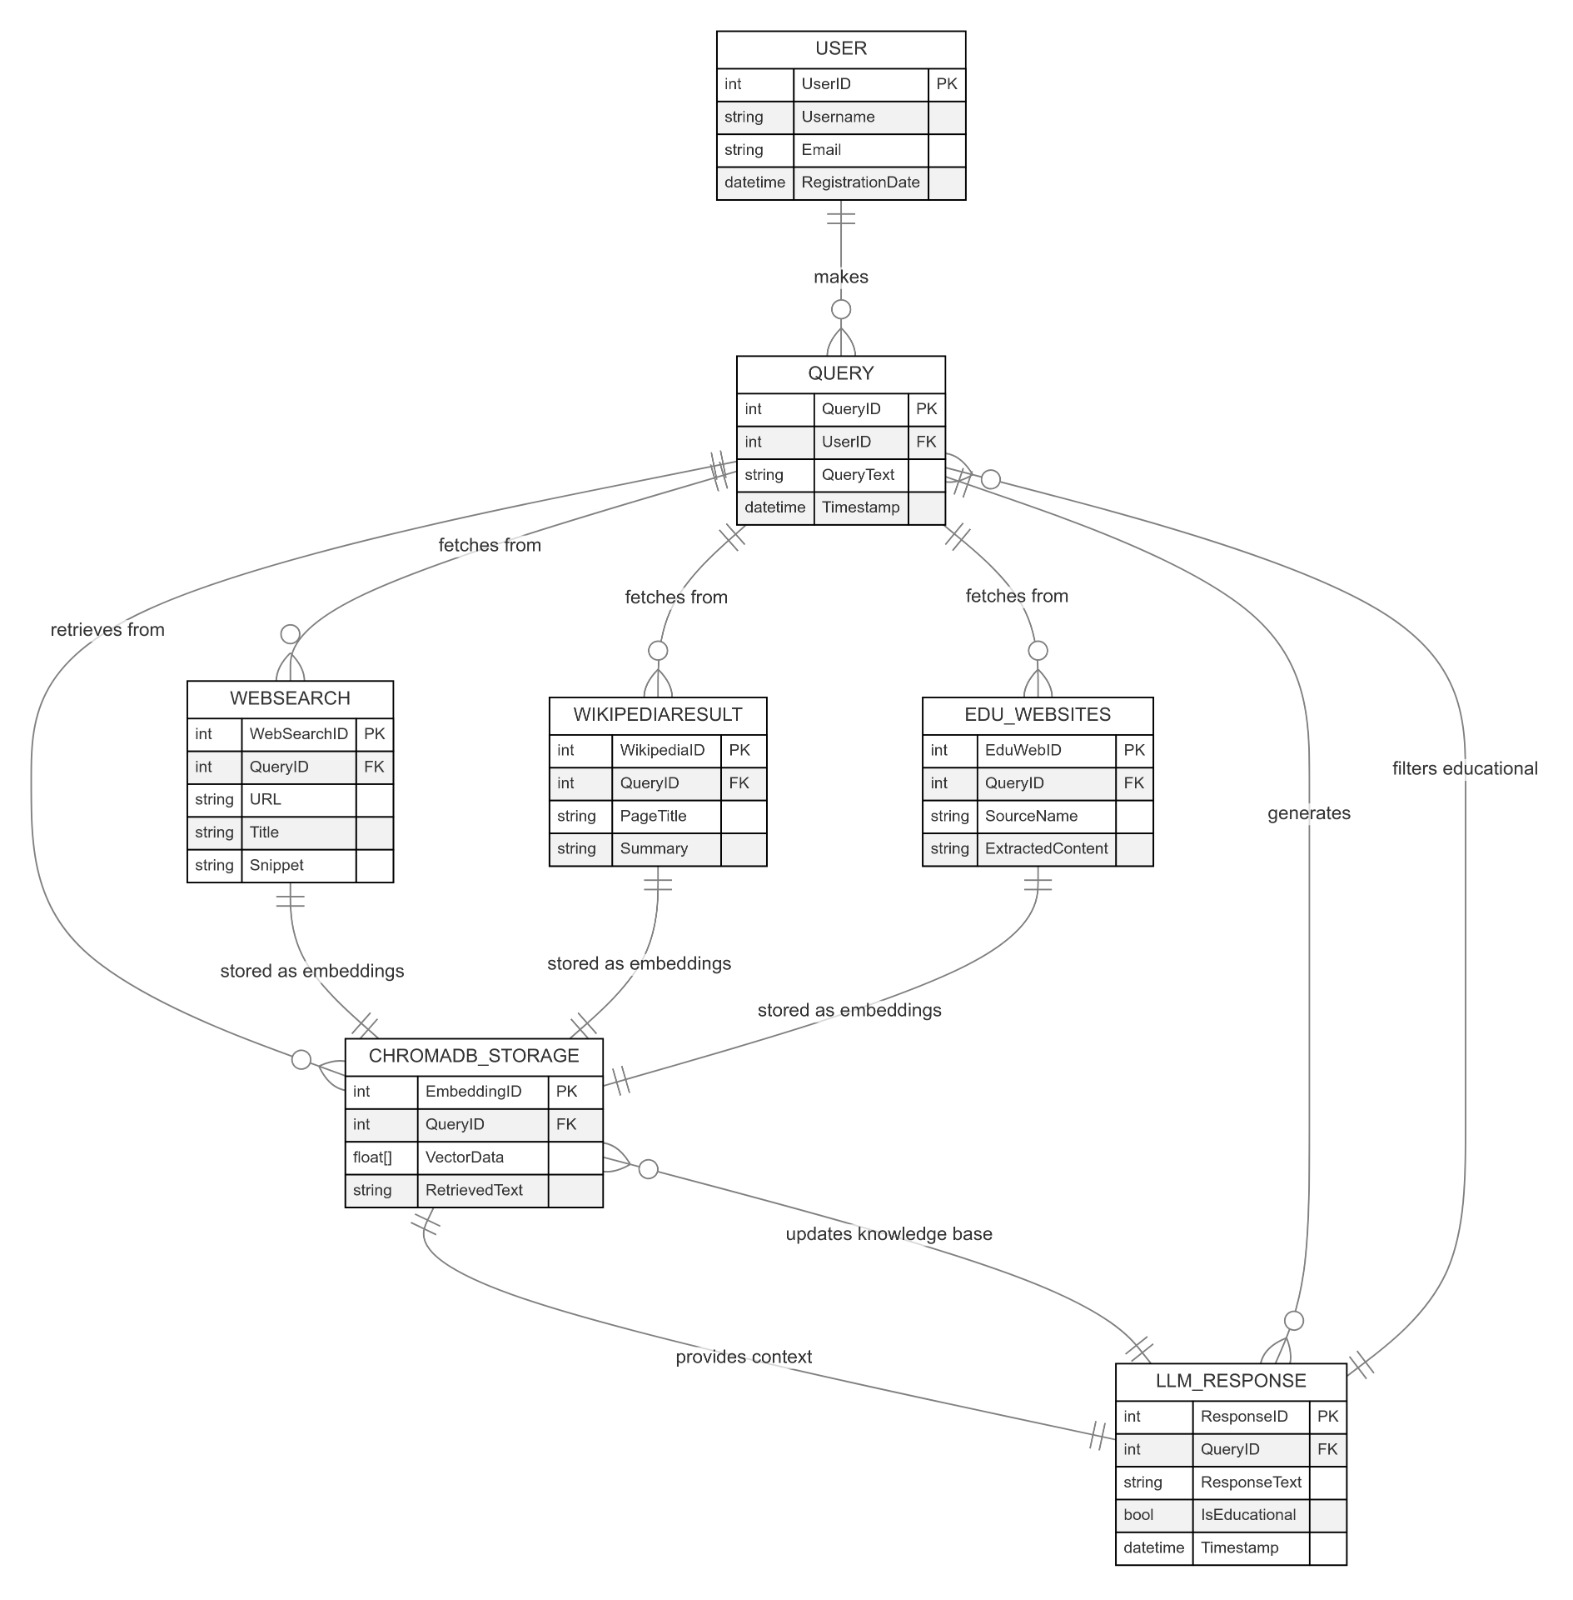 USER
int UserID PK
string Username
string Email
datetime RegistrationDate
makes
QUERY
int QueryID PK
int UserID FK
string QueryText
datetime Timestamp
fetches from
fetches from
fetches from
retrieves from
WEBSEARCH
int WebSearchID PK
int QueryID FK
string URL
string Title
string Snippet
WIKIPEDIARESULT
int WikipediaID PK
int QueryID FK
string PageTitle
string Summary
EDU_WEBSITES
int EduWebID PK
int QueryID FK
string SourceName
string ExtractedContent
filters educational
generates
stored as embeddings
stored as embeddings
stored as embeddings
CHROMADB_STORAGE
int EmbeddingID PK
int QueryID FK
float[] VectorData
string RetrievedText
updates knowledge base
provides context
LLM_RESPONSE
int ResponseID PK
int QueryID FK
string ResponseText
bool IsEducational
datetime Timestamp